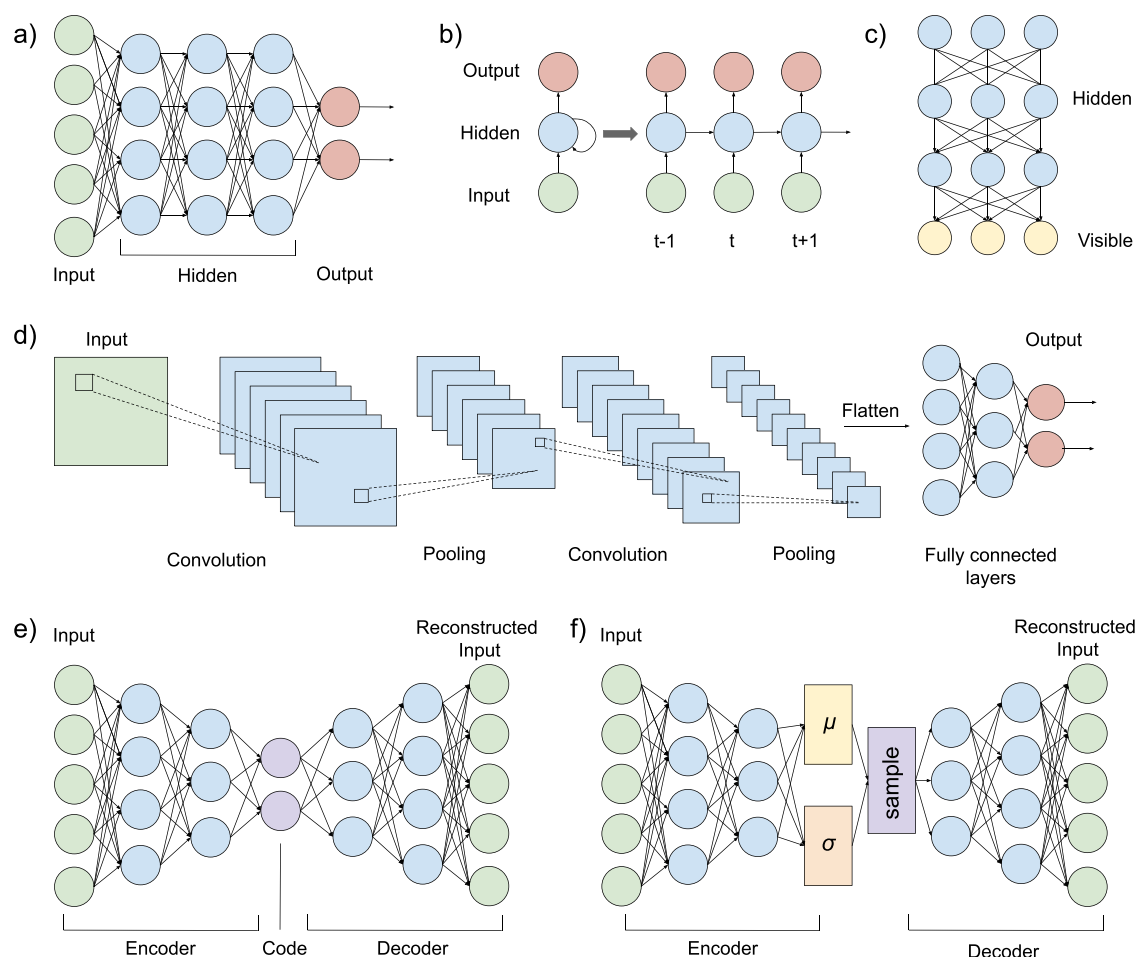 a)
Input
Hidden
Output
b)
Output
Hidden
Input
t-1
t
t+1
c)
Hidden
Visible
d)
Input
Convolution
Pooling
Convolution
Pooling
Flatten
Output
Fully connected
layers
e)
Input
Reconstructed
Input
Encoder
Code
Decoder
f)
Input
μ
σ
sample
Reconstructed
Input
Encoder
Decoder